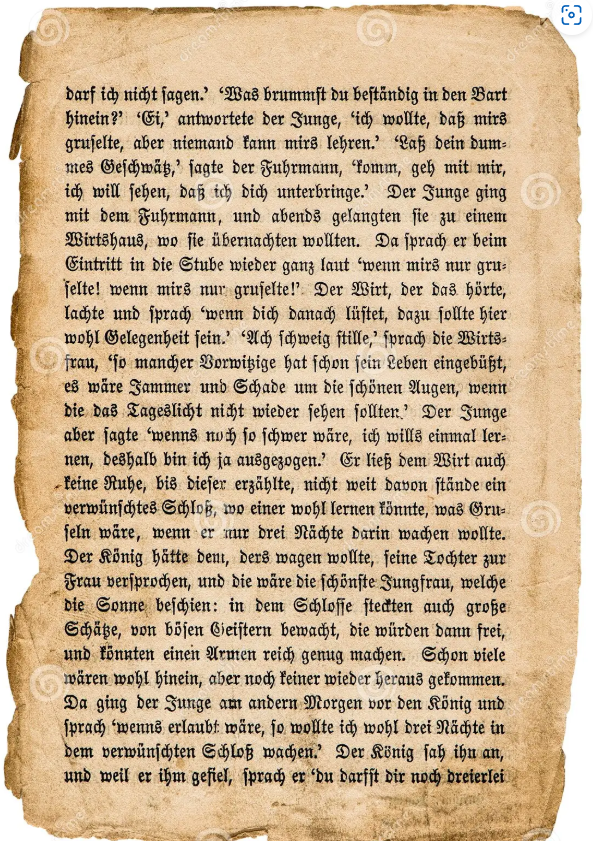 darf ich nicht sagen.’ ‘Was brummst du beständig in den Bart
hinein?’ ‘Ei,’ antwortete der Junge, ‘ich wollte, daß mirs
gruselte, aber niemand kann mirs lehren.’ ‘Laß dein dum⸗
mes Geschwätz,’ sagte der Fuhrmann, ‘komm, geh mit mir,
ich will sehen, daß ich dich unterbringe.’ Der Junge ging
mit dem Fuhrmann, und abends gelangten sie zu einem
Wirtshaus, wo sie übernachten wollten. Da sprach er beim
Eintritt in die Stube wieder ganz laut ‘wenn mirs nur gru⸗
selte! wenn mirs nur gruselte!’ Der Wirt, der das hörte,
lachte und sprach ‘wenn dich danach lüstet, dazu sollte hier
wohl Gelegenheit sein.’ ‘Ach schweig stille,’ sprach die Wirts⸗
frau, ‘so mancher Vorwitzige hat schon sein Leben eingebüßt,
es wäre Jammer und Schade um die schönen Augen, wenn
die das Tageslicht nicht wieder sehen sollten.’ Der Junge
aber sagte ‘wenns noch so schwer wäre, ich wills einmal ler⸗
nen, deshalb bin ich ja ausgezogen.’ Er ließ dem Wirt auch
keine Ruhe, bis dieser erzählte, nicht weit davon stände ein
verwünschtes Schloß, wo einer wohl lernen könnte, was Gru⸗
seln wäre, wenn er nur drei Nächte darin wachen wollte.
Der König hätte dem, ders wagen wollte, seine Tochter zur
Frau versprochen, und die wäre die schönste Jungfrau, welche
die Sonne beschien: in dem Schlosse steckten auch große
Schätze, von bösen Geistern bewacht, die würden dann frei,
und könnten einen Armen reich genug machen. Schon viele
wären wohl hinein, aber noch keiner wieder heraus gekommen.
Da ging der Junge am andern Morgen vor den König und
sprach ‘wenns erlaubt wäre, so wollte ich wohl drei Nächte in
dem verwünschten Schloß wachen.’ Der König sah ihn an,
und weil er ihm gefiel, sprach er ‘du darfst dir noch dreierlei